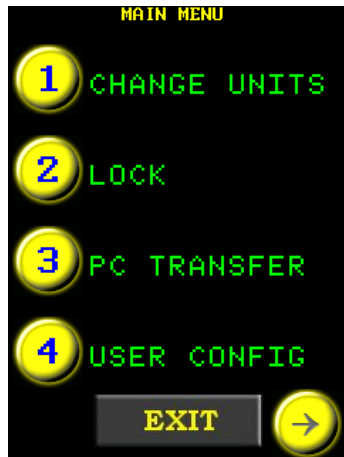 MAIN MENU
1 CHANGE UNITS
2 LOCK
3 PC TRANSFER
4 USER CONFIG
EXIT